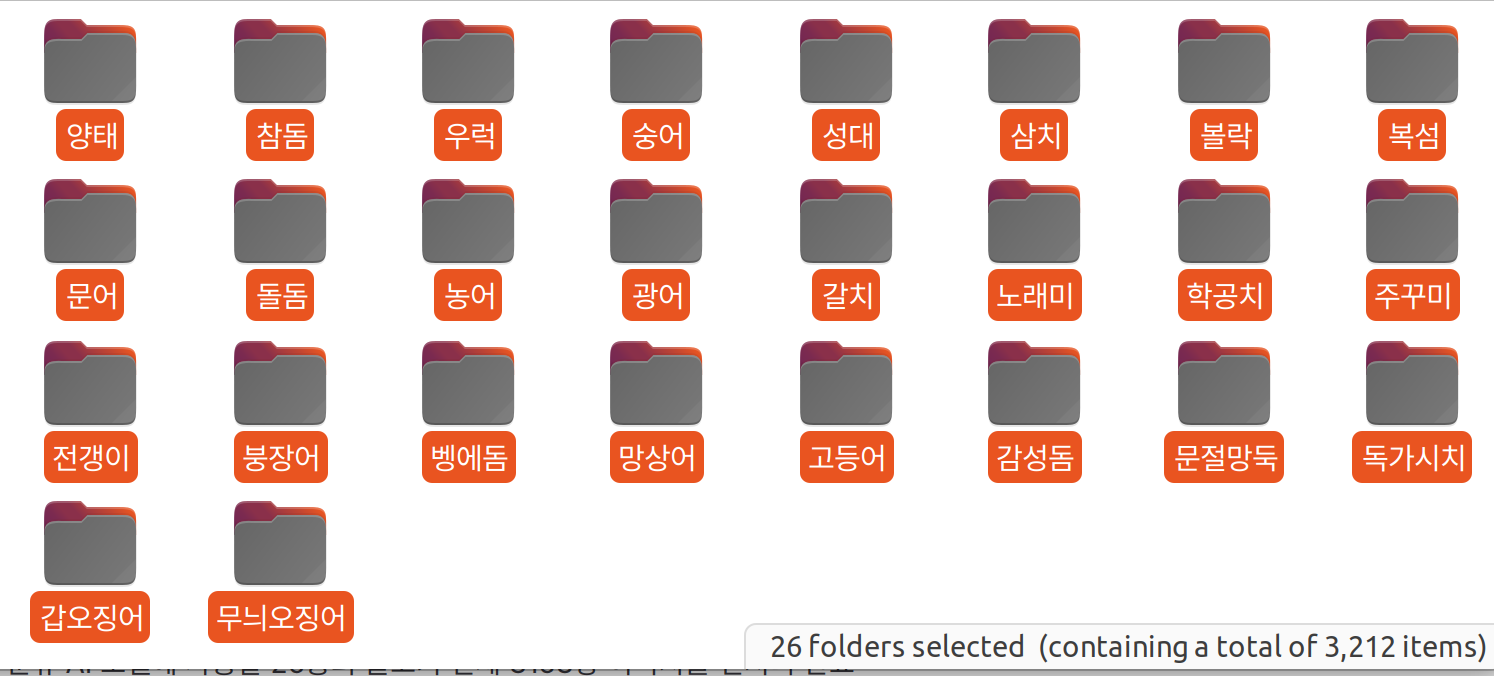 양태 참돔 우럭 숭어 성대 삼치 볼락 복섬
문어 돌돔 농어 광어 갈치 노래미 학공치 주꾸미
전갱이 붕장어 벵에돔 망상어 고등어 감성돔 문절망둑 독가시치
갑오징어 무늬오징어
26 folders selected (containing a total of 3,212 items)